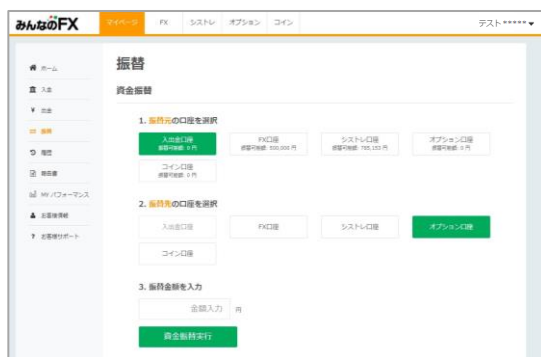 みんなのFX
マイページ FX シストレ オプション コイン テスト*****
ホーム
入金
出金
振替
履歴
報告書
My パフォーマンス
お客様情報
お客様サポート
振替
資金振替
1. 振替元の口座を選択
入出金口座 FX口座 シストレ口座 オプション口座
振替可能額: 0 円 振替可能額: 500,000 円 振替可能額: 785,153 円 振替可能額: 0 円
コイン口座
振替可能額: 0 円
2. 振替先の口座を選択
入出金口座 FX口座 シストレ口座 オプション口座
コイン口座
3. 振替金額を入力
金額入力 円
資金振替実行